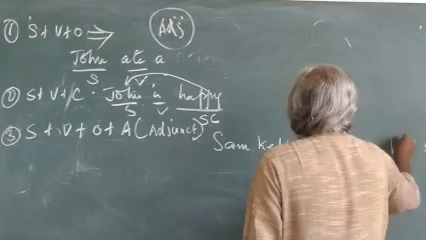 ① S+V+O ⇒ Adj
John ate a
S V
② S+V+C. John is happy
S V SC
③ S+V+O+A (Adjunct)
Sam